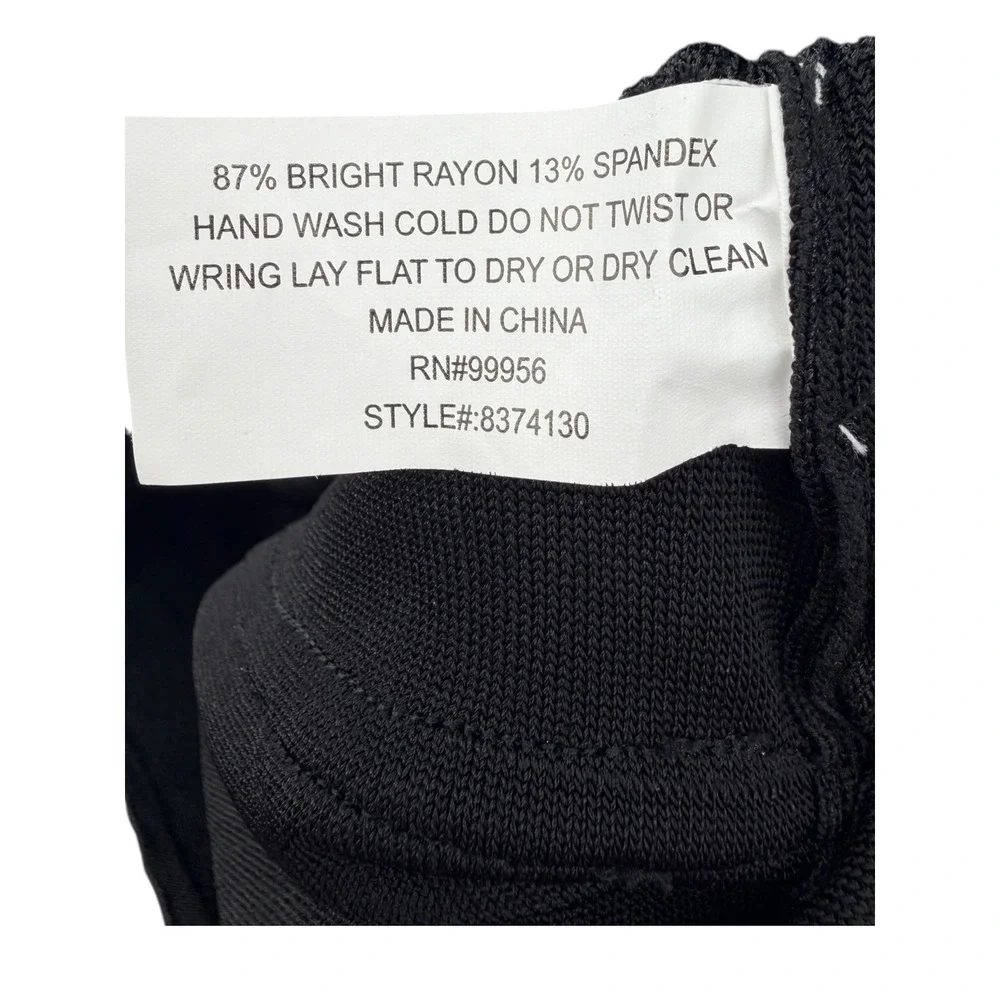 87% BRIGHT RAYON 13% SPANDEX
HAND WASH COLD DO NOT TWIST OR
WRING LAY FLAT TO DRY OR DRY CLEAN
MADE IN CHINA
RN#99956
STYLE#:8374130